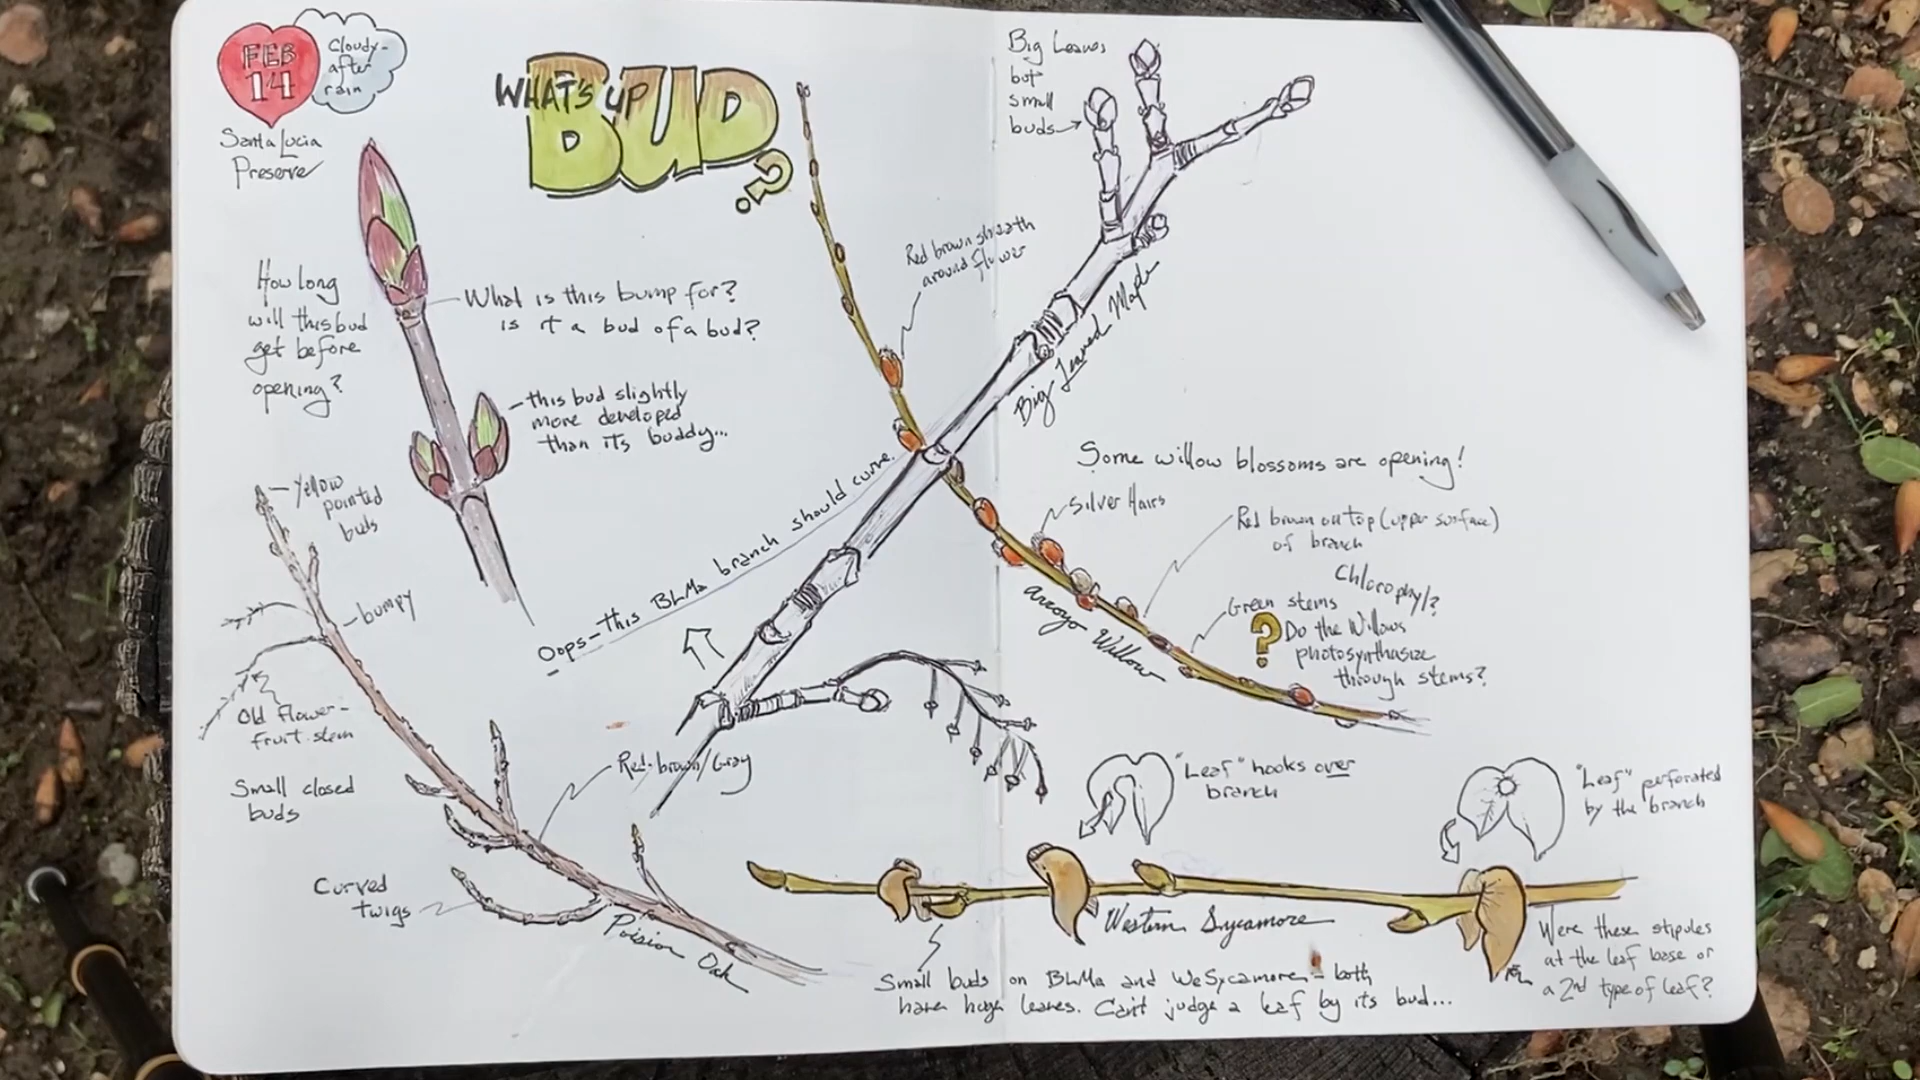 FEB
14
Cloudy-
after
rain
Santa Lucia
Preserve
WHAT'S UP
BUD
?
Big Leaves
but
small
buds
Red brown sheath
around flower
How long
will this bud
get before
opening?
What is this bump for?
is it a bud of a bud?
this bud slightly
more developed
than its buddy...
Big Leaved Maple
Yellow
pointed
buds
bumpy
Old flower-
fruit stem
Small closed
buds
Curved
twigs
Red-brown/Gray
Poision Oak
Oops-this BLMa branch should curve.
Some willow blossoms are opening!
Silver Hairs
Red brown on top (upper surface)
of branch
Arroyo Willow
Green stems
Chlorophyl?
? Do the Willows
photosynthasize
through stems?
"Leaf" hooks over
branch
"Leaf" perforated
by the branch
Western Sycamore
Small buds on BLMa and WeSycamore - both
have huge leaves. Can't judge a leaf by its bud...
Were these stipules
at the leaf base or
a 2nd type of leaf?